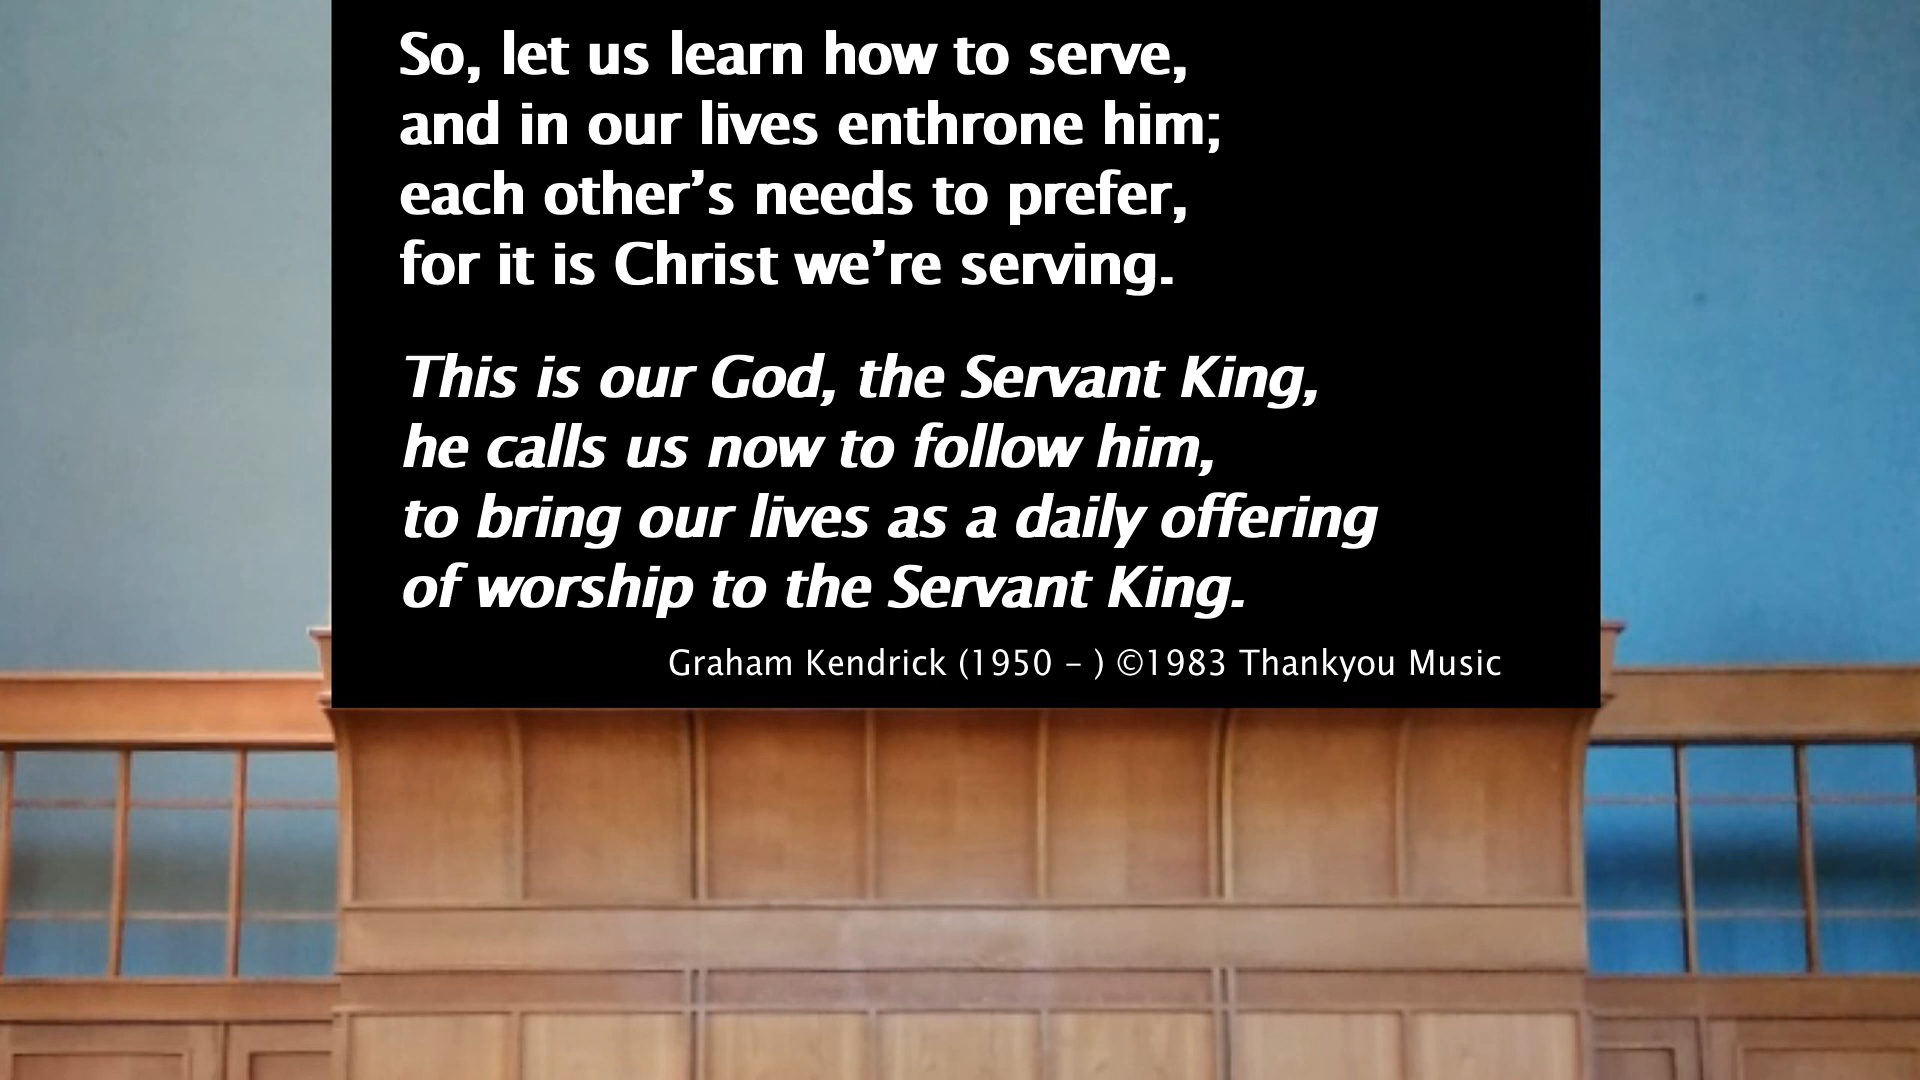 So, let us learn how to serve,
and in our lives enthrone him;
each other’s needs to prefer,
for it is Christ we’re serving.
This is our God, the Servant King,
he calls us now to follow him,
to bring our lives as a daily offering
of worship to the Servant King.
Graham Kendrick (1950 – ) ©1983 Thankyou Music